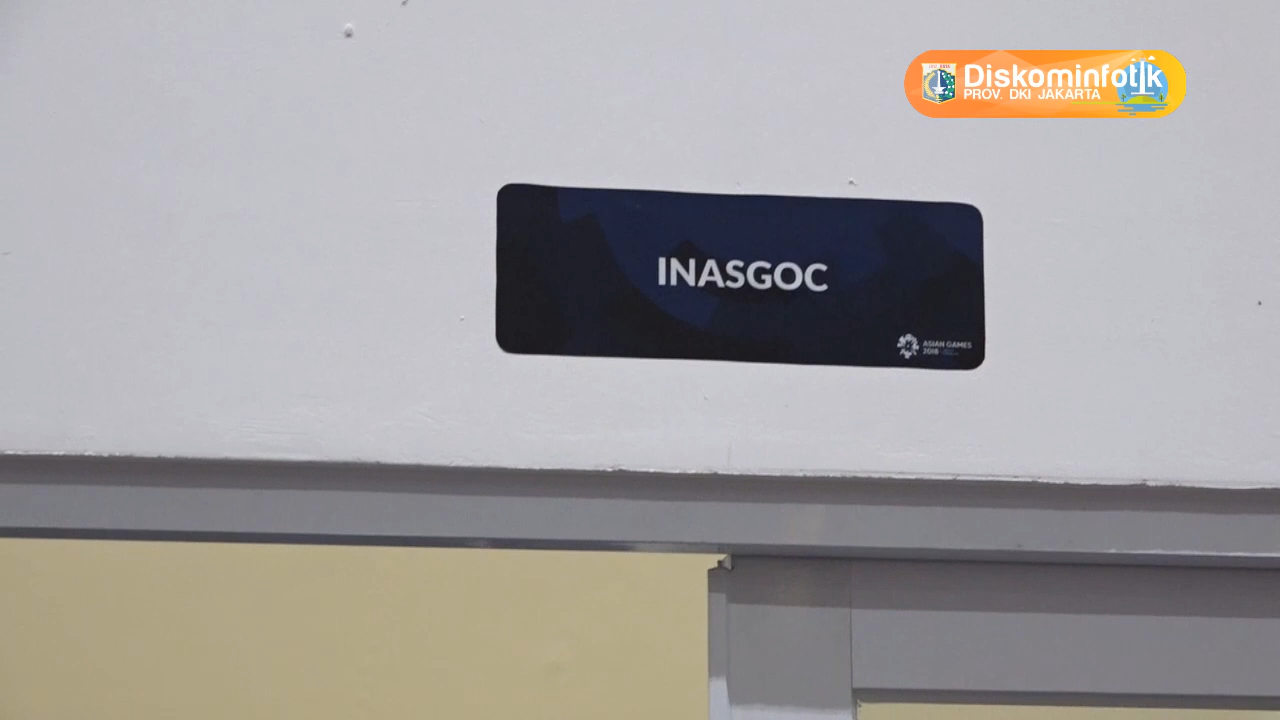 Diskominfotik
PROV. DKI JAKARTA
INASGOC
ASIAN GAMES
2018